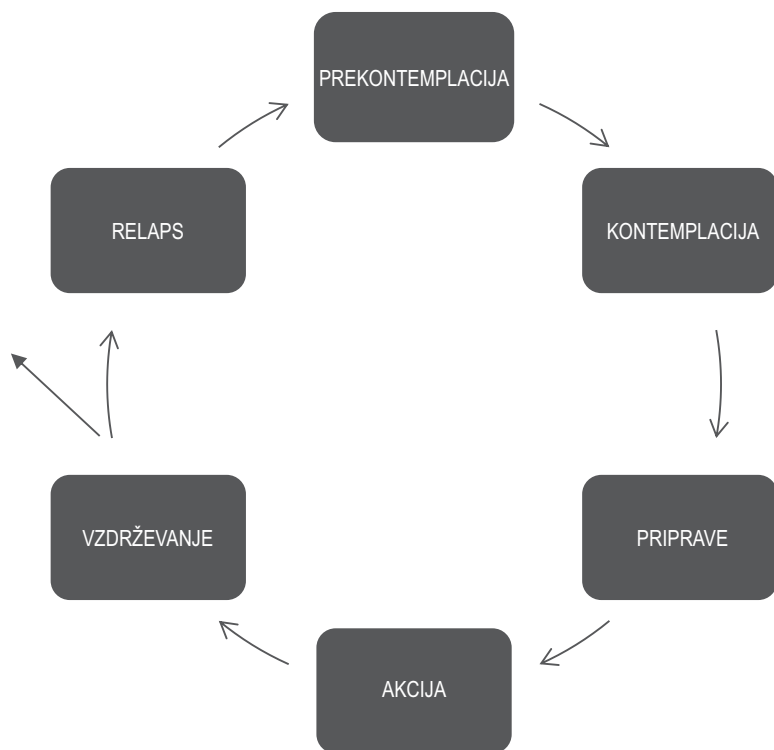 PREKONTEMPLACIJA
KONTEMPLACIJA
PRIPRAVE
AKCIJA
VZDRŽEVANJE
RELAPS